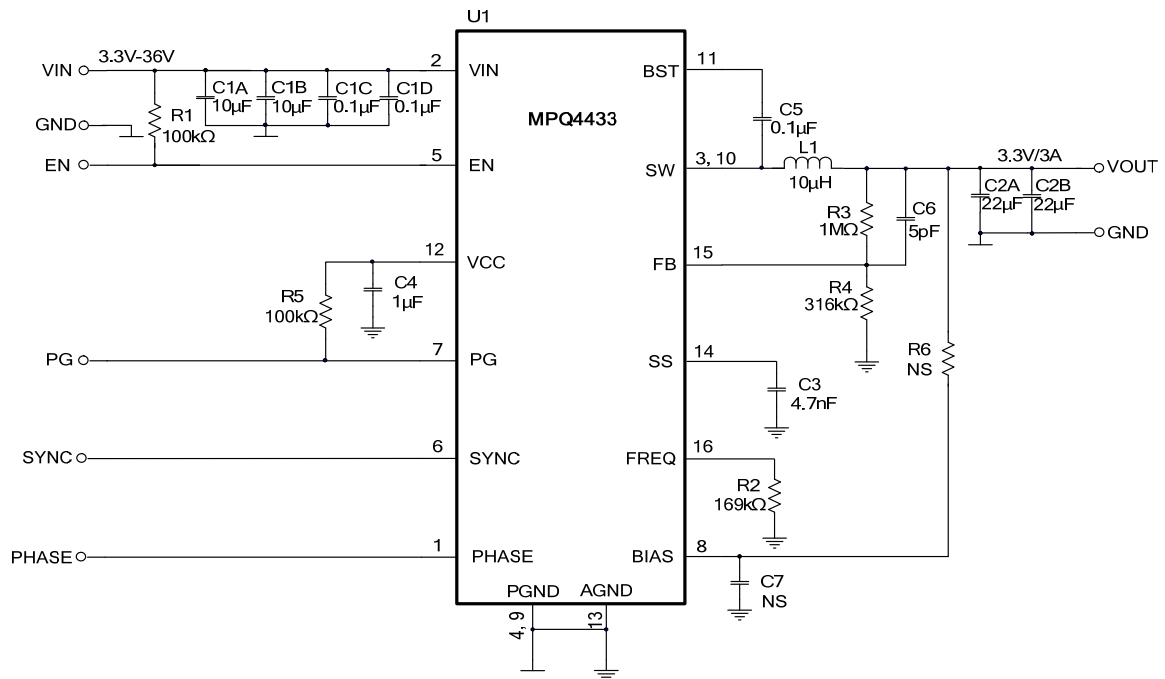 U1
VIN
3.3V-36V
2
VIN
BST
11
C1A
10µF
C1B
10µF
C1C
0.1µF
C1D
0.1µF
MPQ4433
C5
0.1µF
GND
R1
100kΩ
EN
5
EN
SW
3, 10
L1
10µH
3.3V/3A
VOUT
C2A
22µF
C2B
22µF
GND
R3
1MΩ
C6
5pF
12
VCC
FB
15
R5
100kΩ
C4
1µF
R4
316kΩ
PG
7
PG
SS
14
R6
NS
C3
4.7nF
SYNC
6
SYNC
FREQ
16
R2
169kΩ
PHASE
1
PHASE
BIAS
8
C7
NS
PGND
AGND
4, 9
13